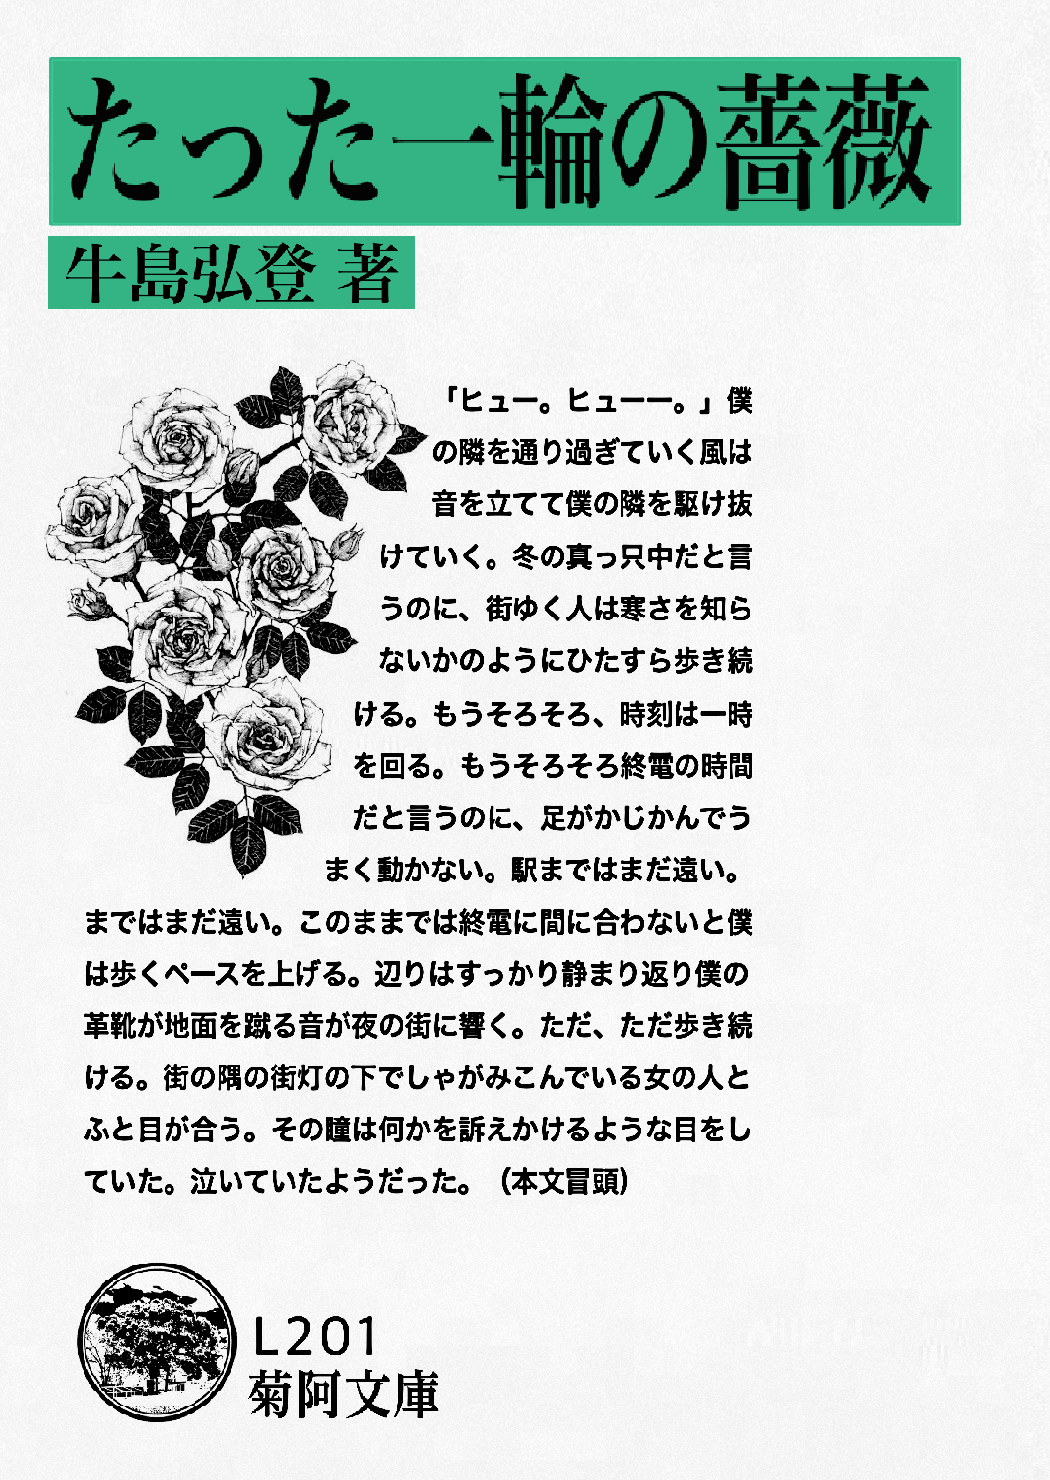 たった一輪の薔薇
牛島弘登 著
「ヒュー。ヒューー。」僕
の隣を通り過ぎていく風は
音を立てて僕の隣を駆け抜
けていく。冬の真っ只中だと言
うのに、街ゆく人は寒さを知ら
ないかのようにひたすら歩き続
ける。もうそろそろ、時刻は一時
を回る。もうそろそろ終電の時間
だと言うのに、足がかじかんでう
まく動かない。駅まではまだ遠い。
まではまだ遠い。このままでは終電に間に合わないと僕
は歩くペースを上げる。辺りはすっかり静まり返り僕の
革靴が地面を蹴る音が夜の街に響く。ただ、ただ歩き続
ける。街の隅の街灯の下でしゃがみこんでいる女の人と
ふと目が合う。その瞳は何かを訴えかけるような目をし
ていた。泣いていたようだった。（本文冒頭）
L201
菊阿文庫